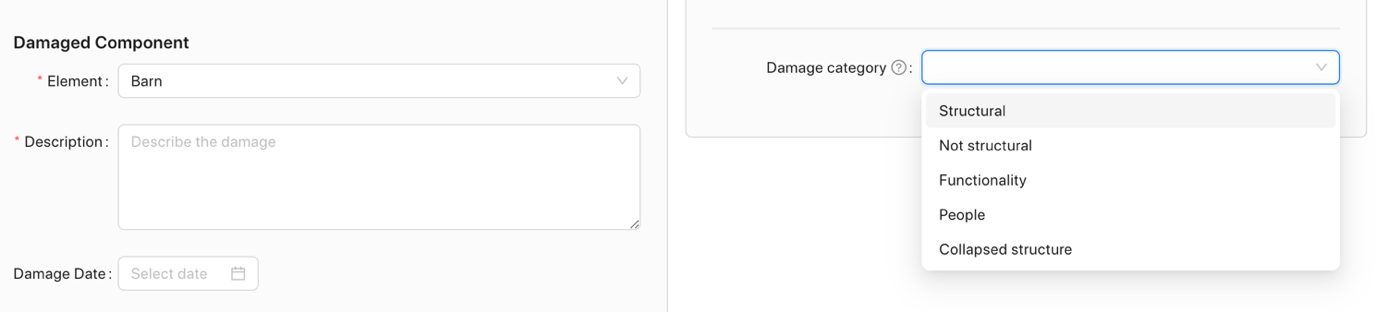 Damaged Component
* Element :
Barn
* Description :
Describe the damage
Damage Date :
Select date
Damage category ? :
Structural
Not structural
Functionality
People
Collapsed structure